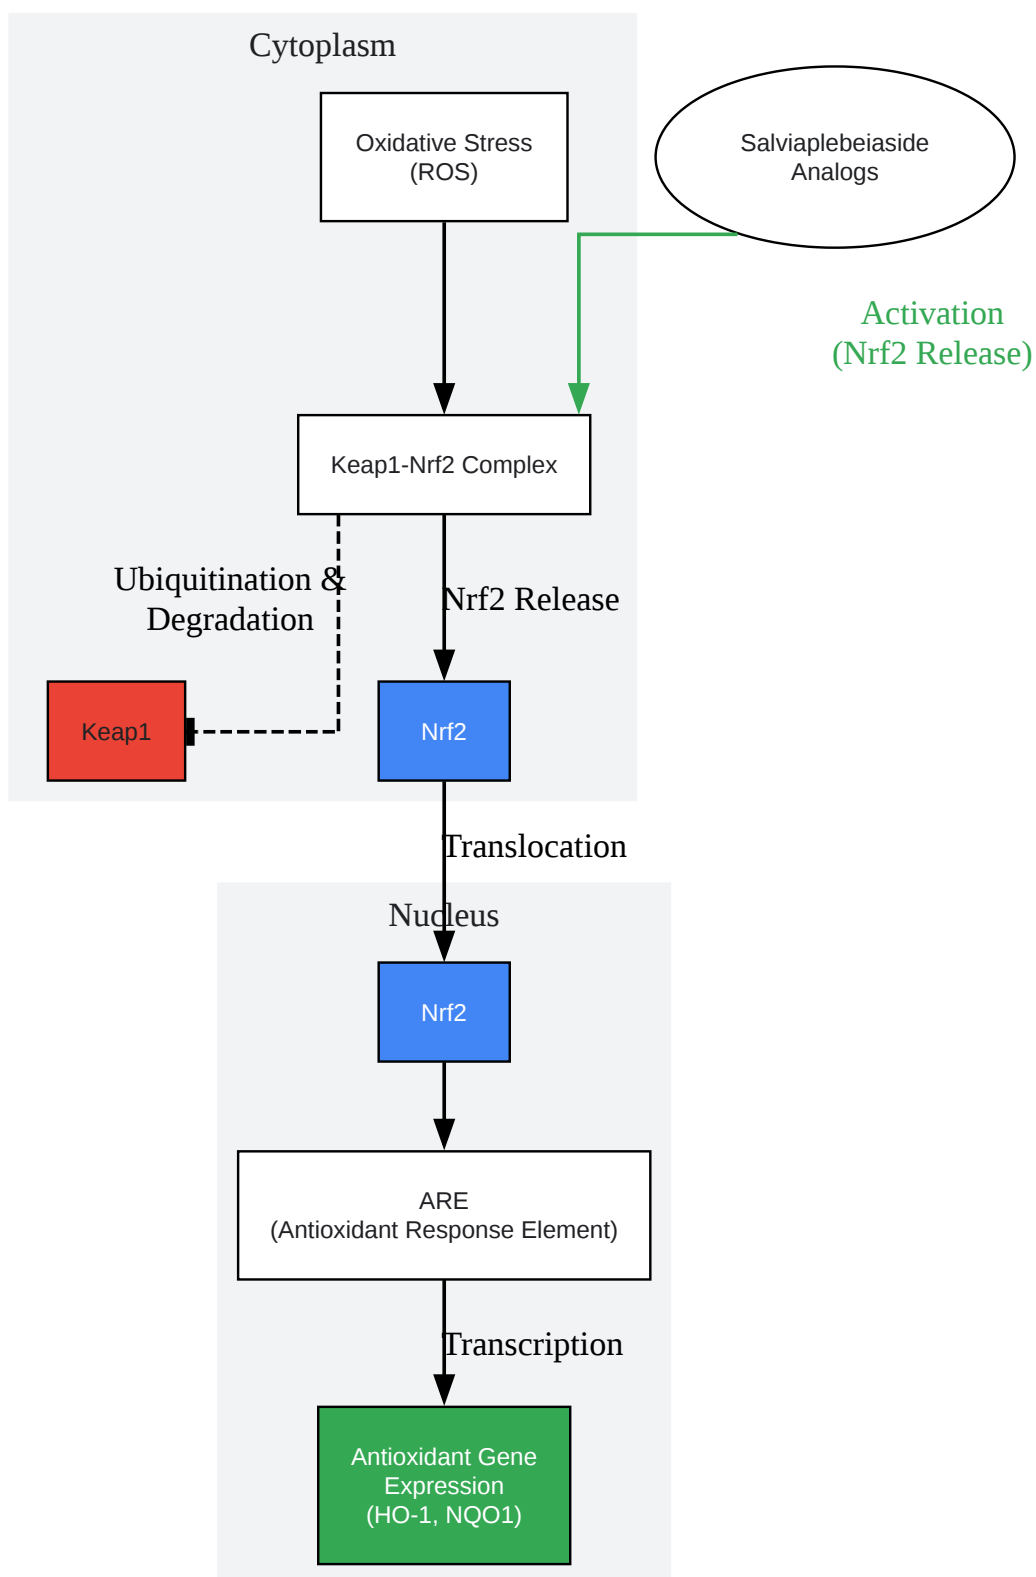 Cytoplasm
Oxidative Stress
(ROS)
Salviaplebeiaside
Analogs
Activation
(Nrf2 Release)
Keap1-Nrf2 Complex
Ubiquitination &
Degradation
Nrf2 Release
Keap1
Nrf2
Translocation
Nucleus
Nrf2
ARE
(Antioxidant Response Element)
Transcription
Antioxidant Gene
Expression
(HO-1, NQO1)